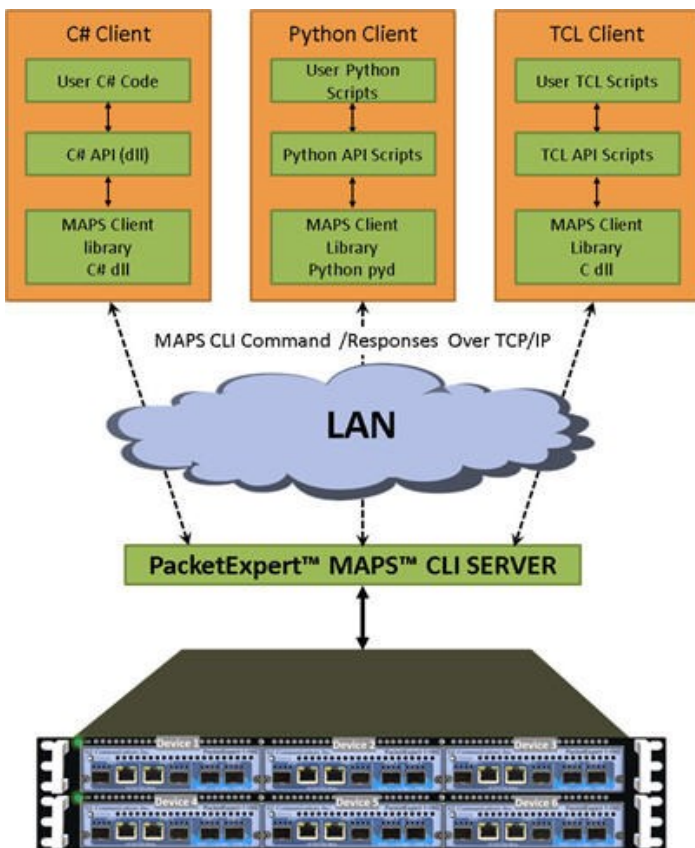 C# Client
User C# Code
C# API (dll)
MAPS Client
library
C# dll
Python Client
User Python
Scripts
Python API Scripts
MAPS Client
Library
Python pyd
TCL Client
User TCL Scripts
TCL API Scripts
MAPS Client
Library
C dll
MAPS CLI Command /Responses Over TCP/IP
LAN
PacketExpert™ MAPS™ CLI SERVER
Device 1
Device 2
Device 3
Device 4
Device 5
Device 6